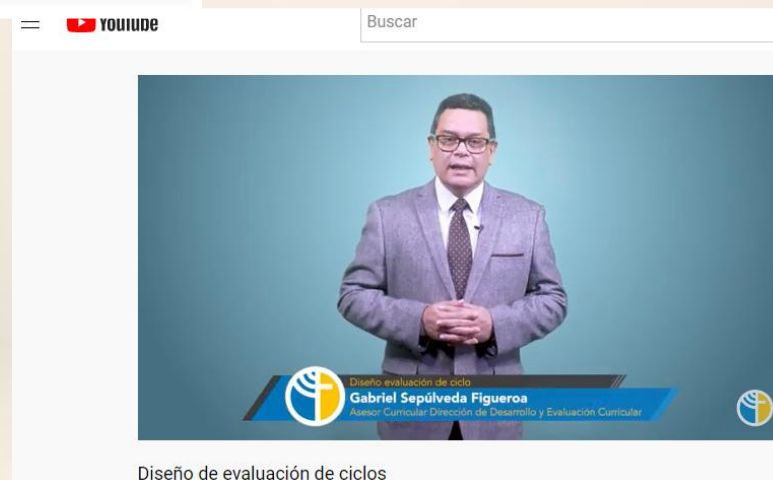 YouTube
Buscar
Diseño evaluación de ciclo
Gabriel Sepúlveda Figueroa
Asesor Curricular Dirección de Desarrollo y Evaluación Curricular
Diseño de evaluación de ciclos